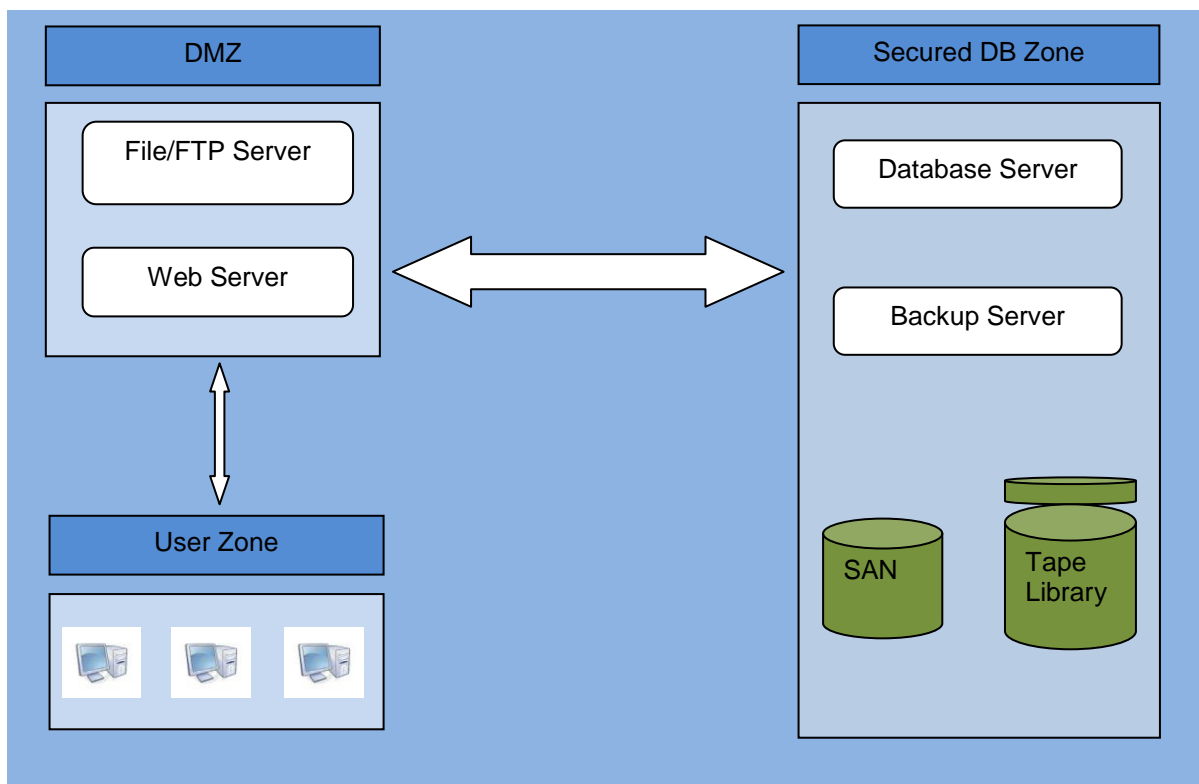 DMZ
File/FTP Server
Web Server
User Zone
Secured DB Zone
Database Server
Backup Server
SAN
Tape
Library